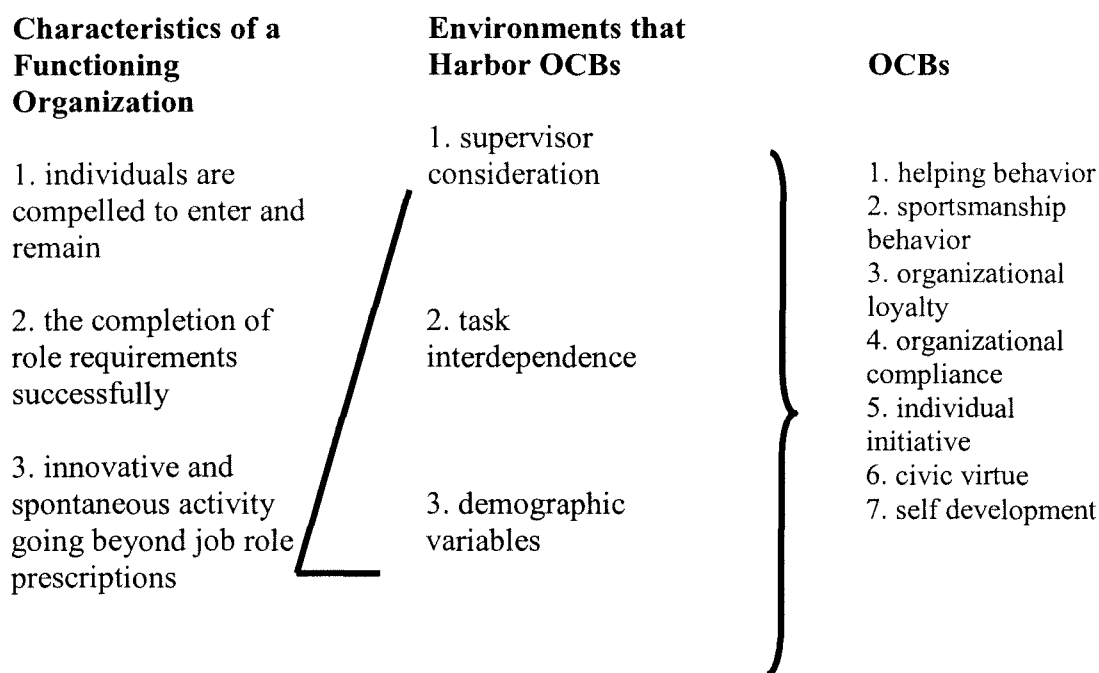 Characteristics of a
Functioning
Organization
1. individuals are
compelled to enter and
remain
2. the completion of
role requirements
successfully
3. innovative and
spontaneous activity
going beyond job role
prescriptions
Environments that
Harbor OCBs
1. supervisor
consideration
2. task
interdependence
3. demographic
variables
OCBs
1. helping behavior
2. sportsmanship
behavior
3. organizational
loyalty
4. organizational
compliance
5. individual
initiative
6. civic virtue
7. self development